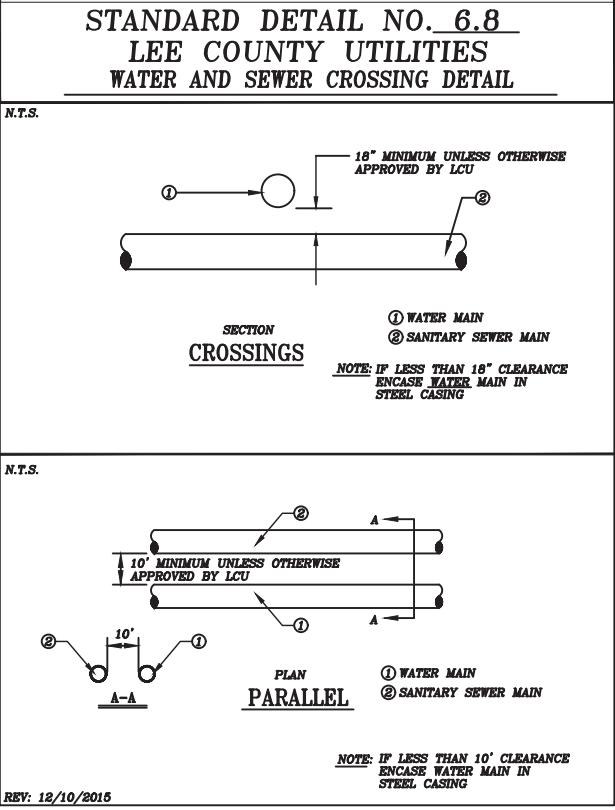 STANDARD DETAIL NO. 6.8
LEE COUNTY UTILITIES
WATER AND SEWER CROSSING DETAIL
N.T.S.
18" MINIMUM UNLESS OTHERWISE
APPROVED BY LCU
1
2
SECTION
CROSSINGS
1 WATER MAIN
2 SANITARY SEWER MAIN
NOTE: IF LESS THAN 18" CLEARANCE
ENCASE WATER MAIN IN
STEEL CASING
N.T.S.
2
A
10' MINIMUM UNLESS OTHERWISE
APPROVED BY LCU
1
A
2
10'
1
A-A
PLAN
PARALLEL
1 WATER MAIN
2 SANITARY SEWER MAIN
NOTE: IF LESS THAN 10' CLEARANCE
ENCASE WATER MAIN IN
STEEL CASING
REV: 12/10/2015